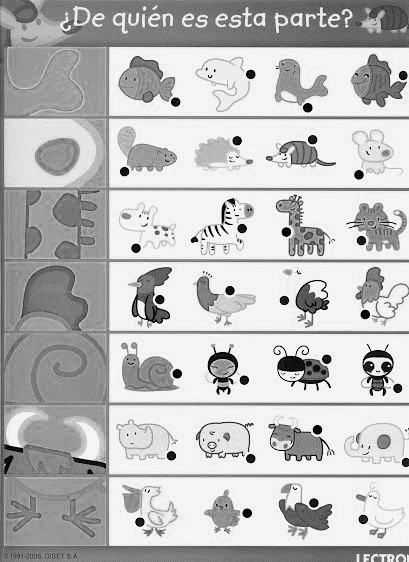 ¿De quién es esta parte?
© 1991-2006, DISET S.A.
LECTRO